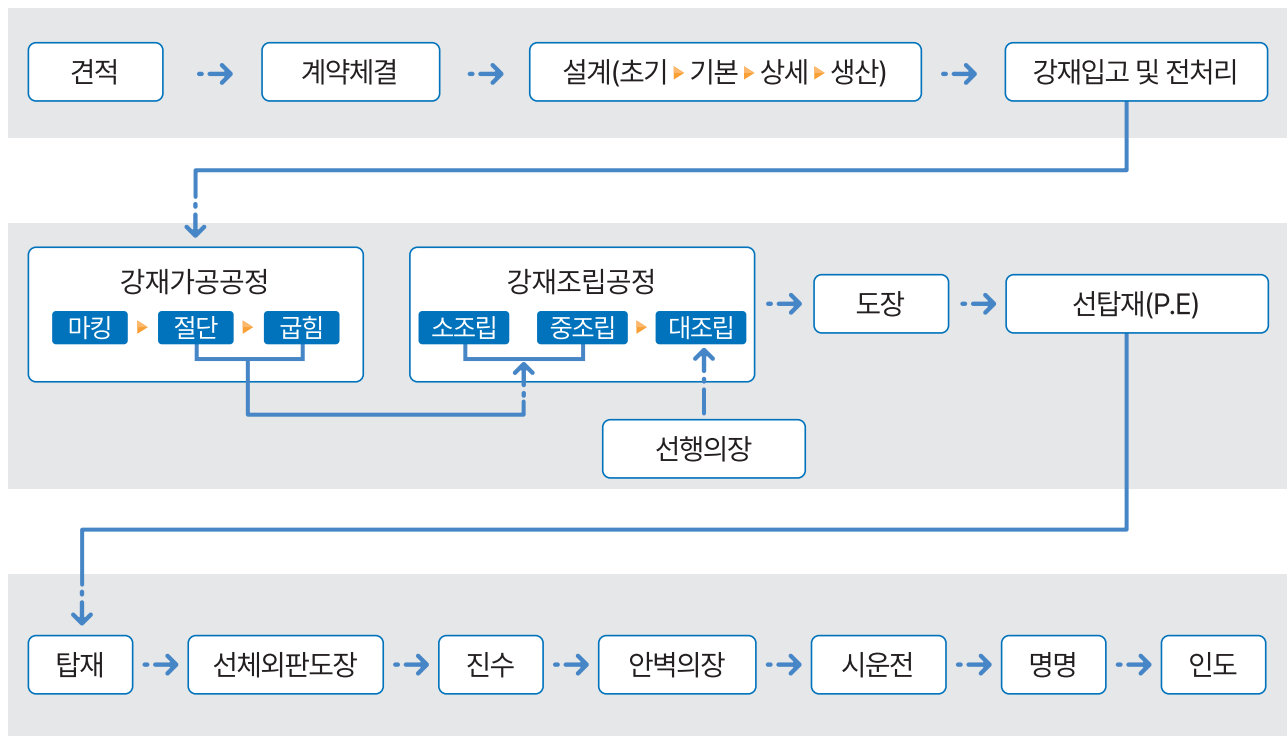 견적
계약체결
설계(초기 ▶ 기본 ▶ 상세 ▶ 생산)
강재입고 및 전처리
강재가공공정
마킹 ▶ 절단 ▶ 굽힘
강재조립공정
소조립 중조립 ▶ 대조립
선행의장
도장
선탑재(P.E)
탑재
선체외판도장
진수
안벽의장
시운전
명명
인도